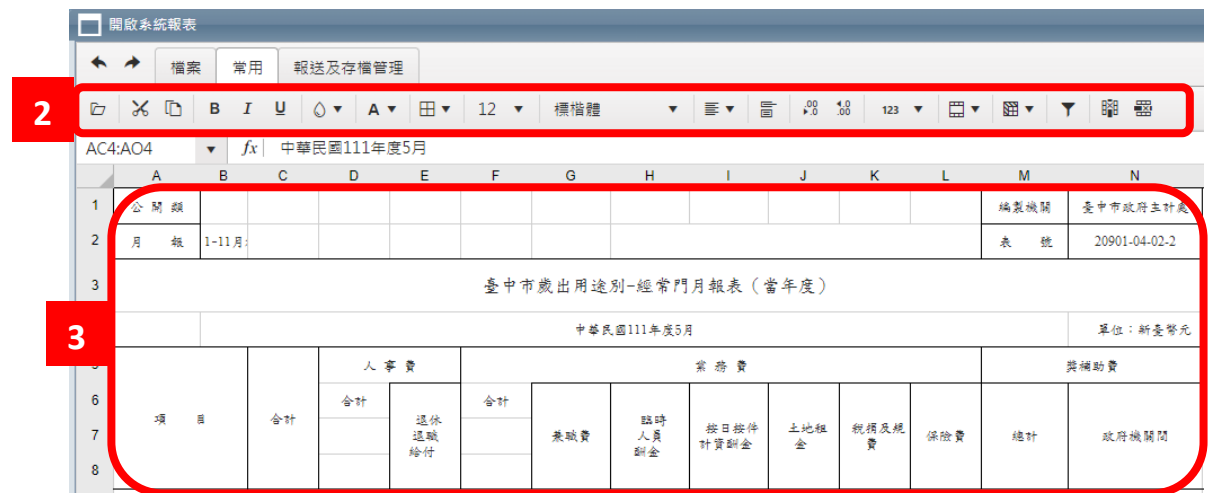 開啟系統報表
檔案 常用 報送及存檔管理
2
B I U A 12 標楷體 .00 .0 1.0 .00 123
AC4:AO4 fx 中華民國111年度5月
A B C D E F G H I J K L M N
1 公開類 編製機關 臺中市政府主計處
2 月 報 1-11月: 表 號 20901-04-02-2
3 臺中市歲出用途別-經常門月報表（當年度）
3
中華民國111年度5月 單位：新臺幣元
人事費 業務費 獎補助費
6 合計 合計
7 項 目 合計 退休退職給付 兼職費 臨時人員酬金 按日按件計資酬金 土地租金 稅捐及規費 保險費 總計 政府機關間
8